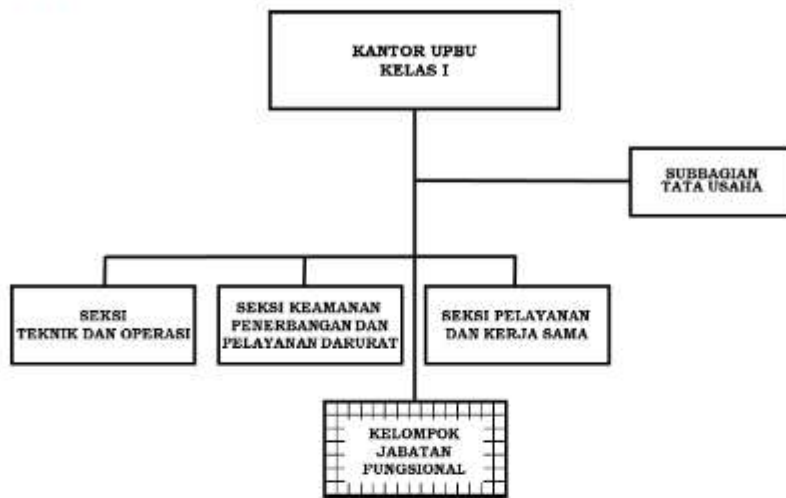 KANTOR UPBU
KELAS I
SUBBAGIAN
TATA USAHA
SEKSI
TEKNIK DAN OPERASI
SEKSI KEAMANAN
PENERBANGAN DAN
PELAYANAN DARURAT
SEKSI PELAYANAN
DAN KERJA SAMA
KELOMPOK
JABATAN
FUNGSIONAL